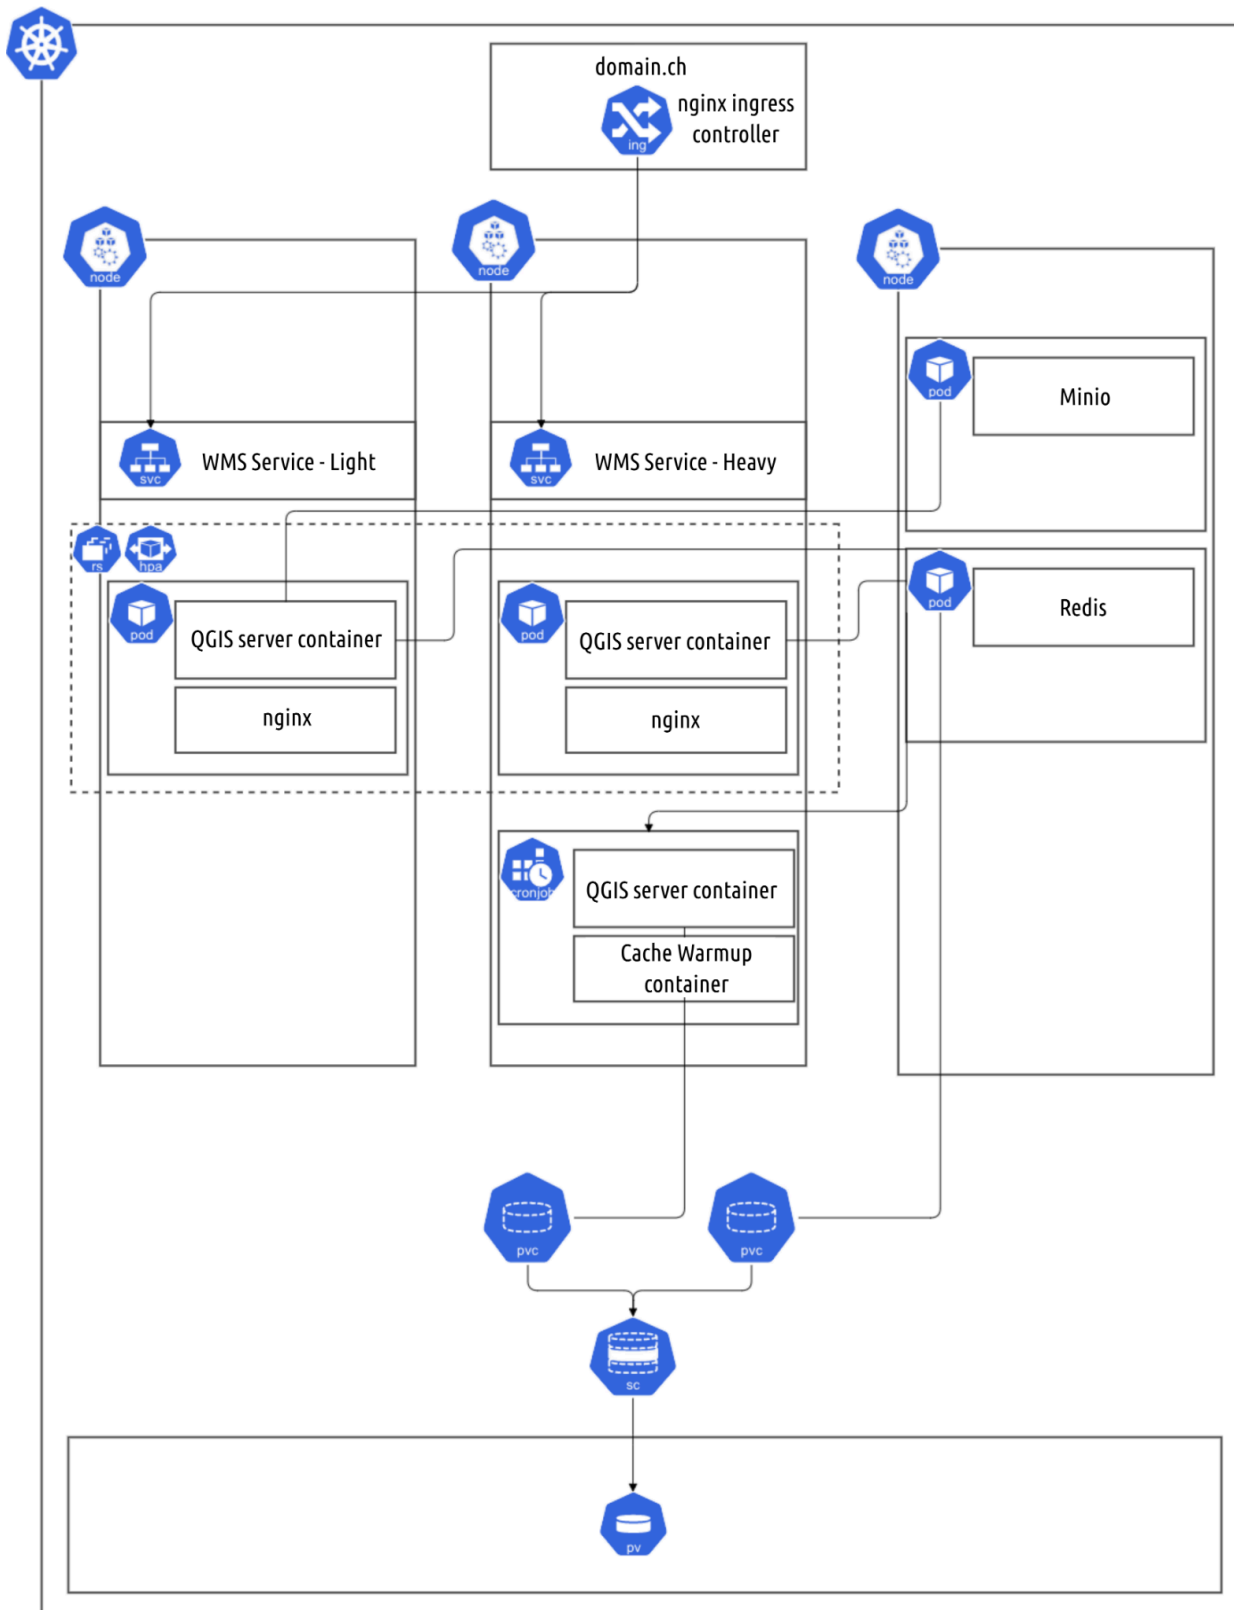 domain.ch
nginx ingress
controller
ing
node
node
node
pod
Minio
svc
WMS Service - Light
svc
WMS Service - Heavy
rs
hpa
pod
QGIS server container
nginx
pod
QGIS server container
nginx
pod
Redis
cronjob
QGIS server container
Cache Warmup
container
pvc
pvc
sc
pv